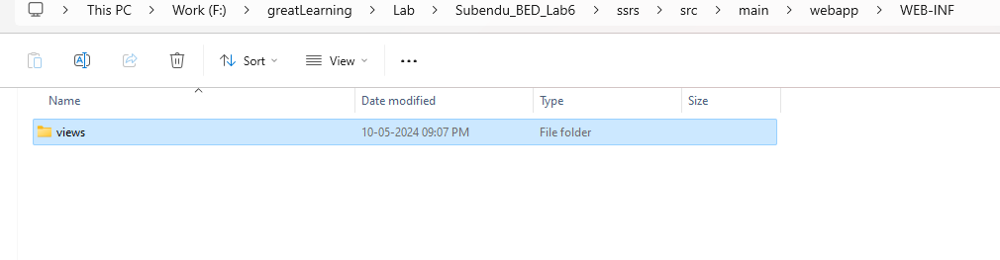 This PC > Work (F:) > greatLearning > Lab > Subendu_BED_Lab6 > ssrs > src > main > webapp > WEB-INF
Sort View ...
Name Date modified Type Size
views 10-05-2024 09:07 PM File folder